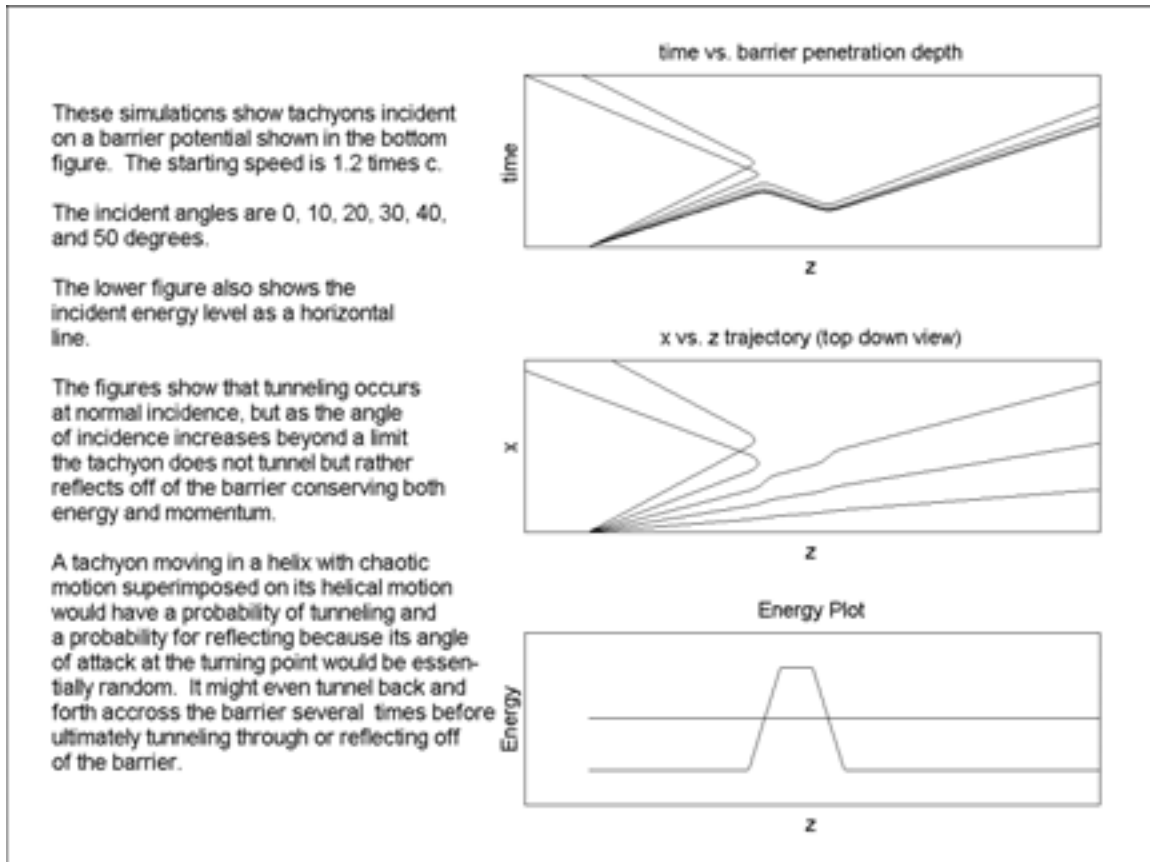 These simulations show tachyons incident
on a barrier potential shown in the bottom
figure.  The starting speed is 1.2 times c.
The incident angles are 0, 10, 20, 30, 40,
and 50 degrees.
The lower figure also shows the
incident energy level as a horizontal
line.
The figures show that tunneling occurs
at normal incidence, but as the angle
of incidence increases beyond a limit
the tachyon does not tunnel but rather
reflects off of the barrier conserving both
energy and momentum.
A tachyon moving in a helix with chaotic
motion superimposed on its helical motion
would have a probability of tunneling and
a probability for reflecting because its angle
of attack at the turning point would be essen-
tially random.  It might even tunnel back and
forth accross the barrier several  times before
ultimately tunneling through or reflecting off
of the barrier.
time vs. barrier penetration depth
time
z
x vs. z trajectory (top down view)
x
z
Energy Plot
Energy
z